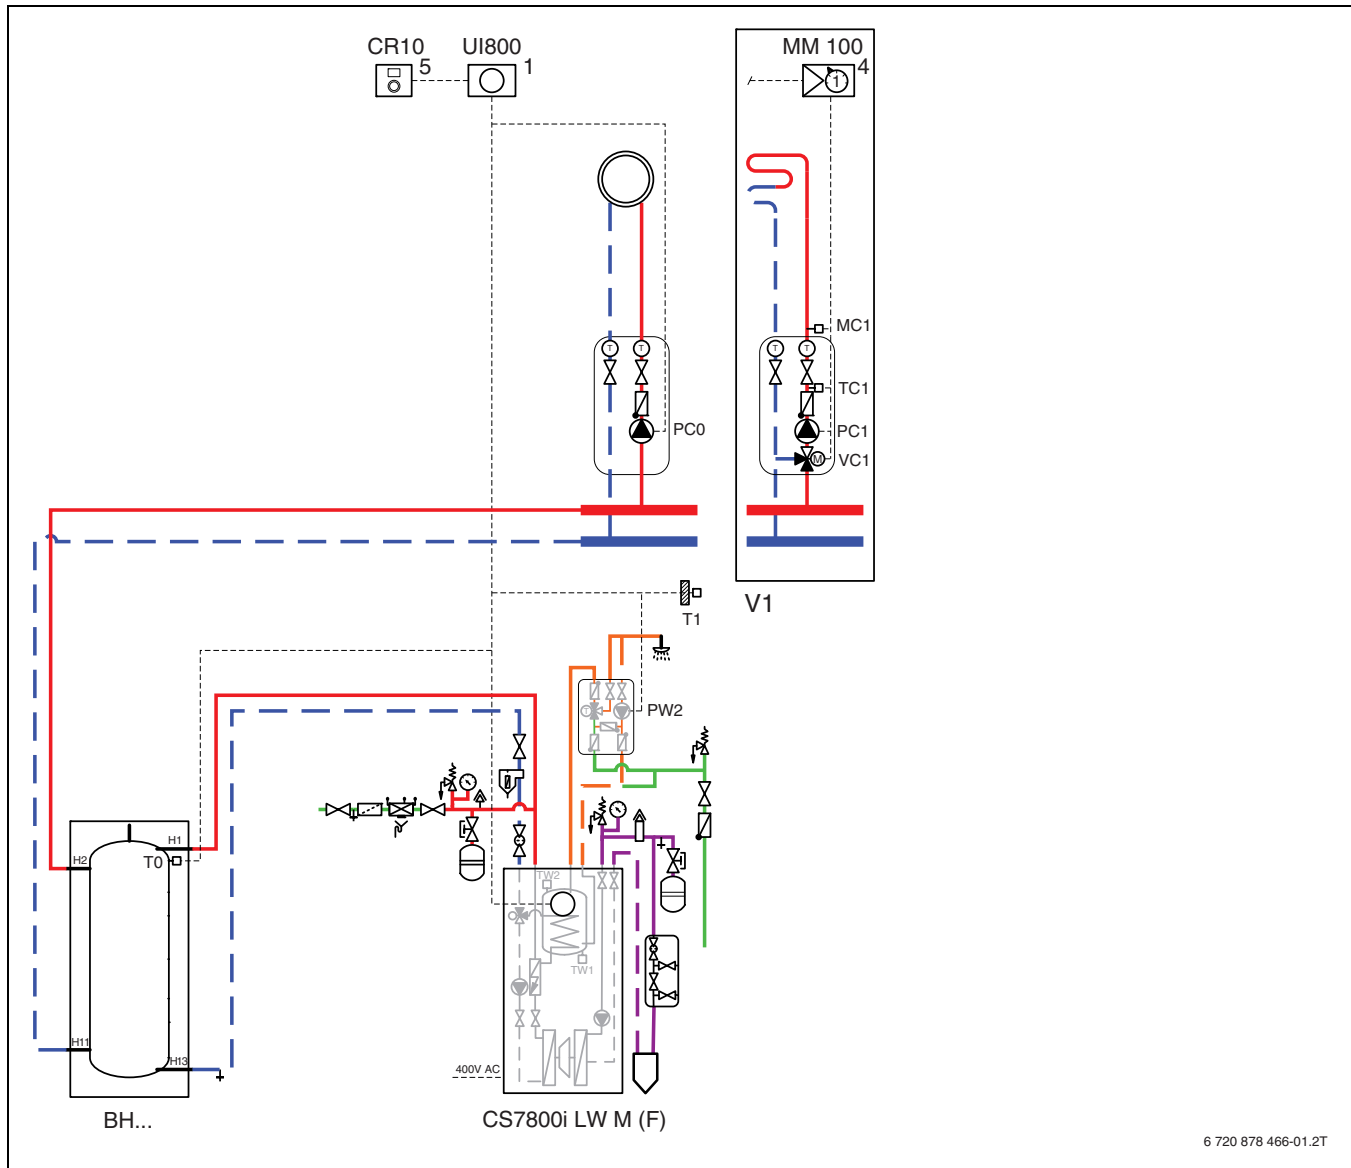 CR10
5
UI800
1
MM 100
4
1
T
T
T
T
MC1
TC1
PC0
PC1
M
VC1
V1
T1
T
PW2
H1
H2
T0
TW2
TW1
H11
H13
400V AC
BH...
CS7800i LW M (F)
6 720 878 466-01.2T